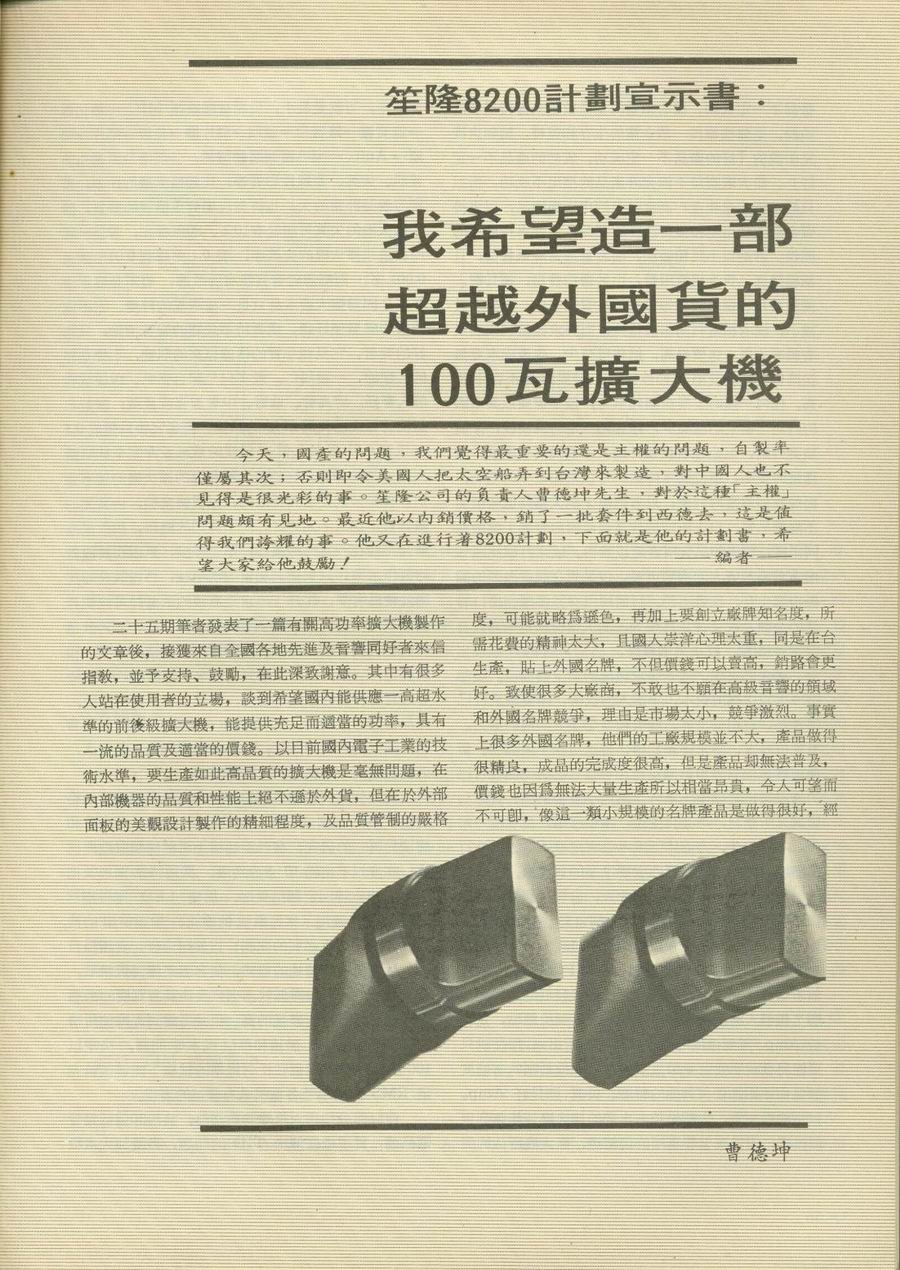 笙隆8200計劃宣示書：
我希望造一部
超越外國貨的
100瓦擴大機
今天，國產的問題，我們覺得最重要的還是主權的問題，自製率
僅屬其次；否則即令美國人把太空船弄到台灣來製造，對中國人也不
見得是很光彩的事。笙隆公司的負責人曹德坤先生，對於這種「主權」
問題頗有見地。最近他以內銷價格，銷了一批套件到西德去，這是值
得我們誇耀的事。他又在進行着8200計劃，下面就是他的計劃書，希
望大家給他鼓勵！　　　編者——
二十五期筆者發表了一篇有關高功率擴大機製作
的文章後，接獲來自全國各地先進及音響同好者來信
指教，並予支持、鼓勵，在此深致謝意。其中有很多
人站在使用者的立場，談到希望國內能供應一高超水
準的前後級擴大機，能提供充足而適當的功率，具有
一流的品質及適當的價錢。以目前國內電子工業的技
術水準，要生產如此高品質的擴大機是毫無問題，在
內部機器的品質和性能上絕不遜於外貨，但在於外部
面板的美觀設計製作的精細程度，及品質管制的嚴格
度，可能就略爲遜色，再加上要創立廠牌知名度，所
需花費的精神太大，且國人崇洋心理太重，同是在台
生產，貼上外國名牌，不但價錢可以賣高，銷路會更
好。致使很多大廠商，不敢也不願在高級音響的領域
和外國名牌競爭，理由是市場太小，競爭激烈。事實
上很多外國名牌，他們的工廠規模並不大，產品做得
很精良，成品的完成度很高，但是產品却無法普及，
價錢也因爲無法大量生產所以相當昂貴，令人可望而
不可卽，像這一類小規模的名牌產品是做得很好，經
曹德坤